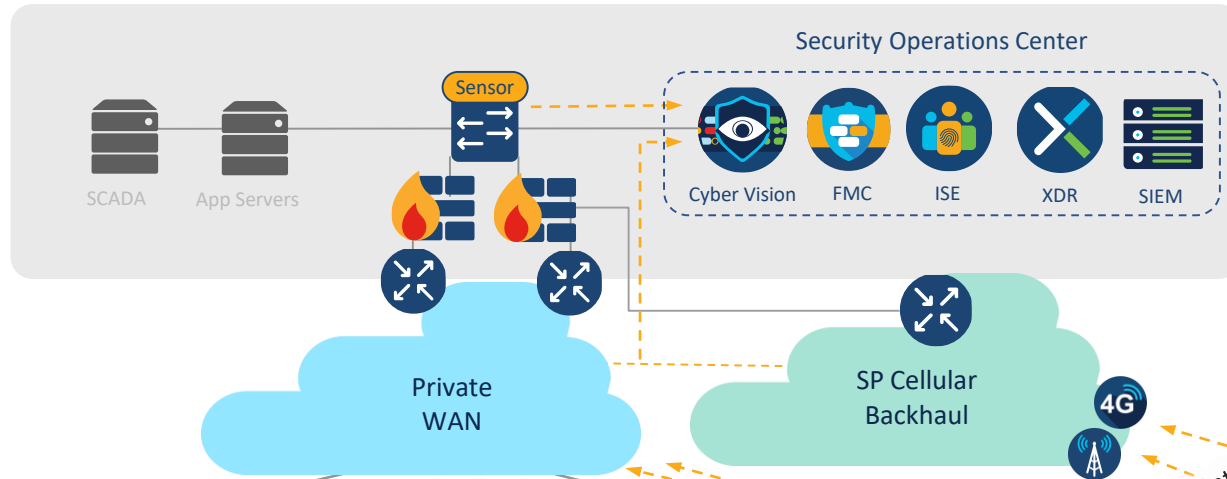 Security Operations Center
Sensor
SCADA
App Servers
Cyber Vision
FMC
ISE
XDR
SIEM
Private
WAN
SP Cellular
Backhaul
4G